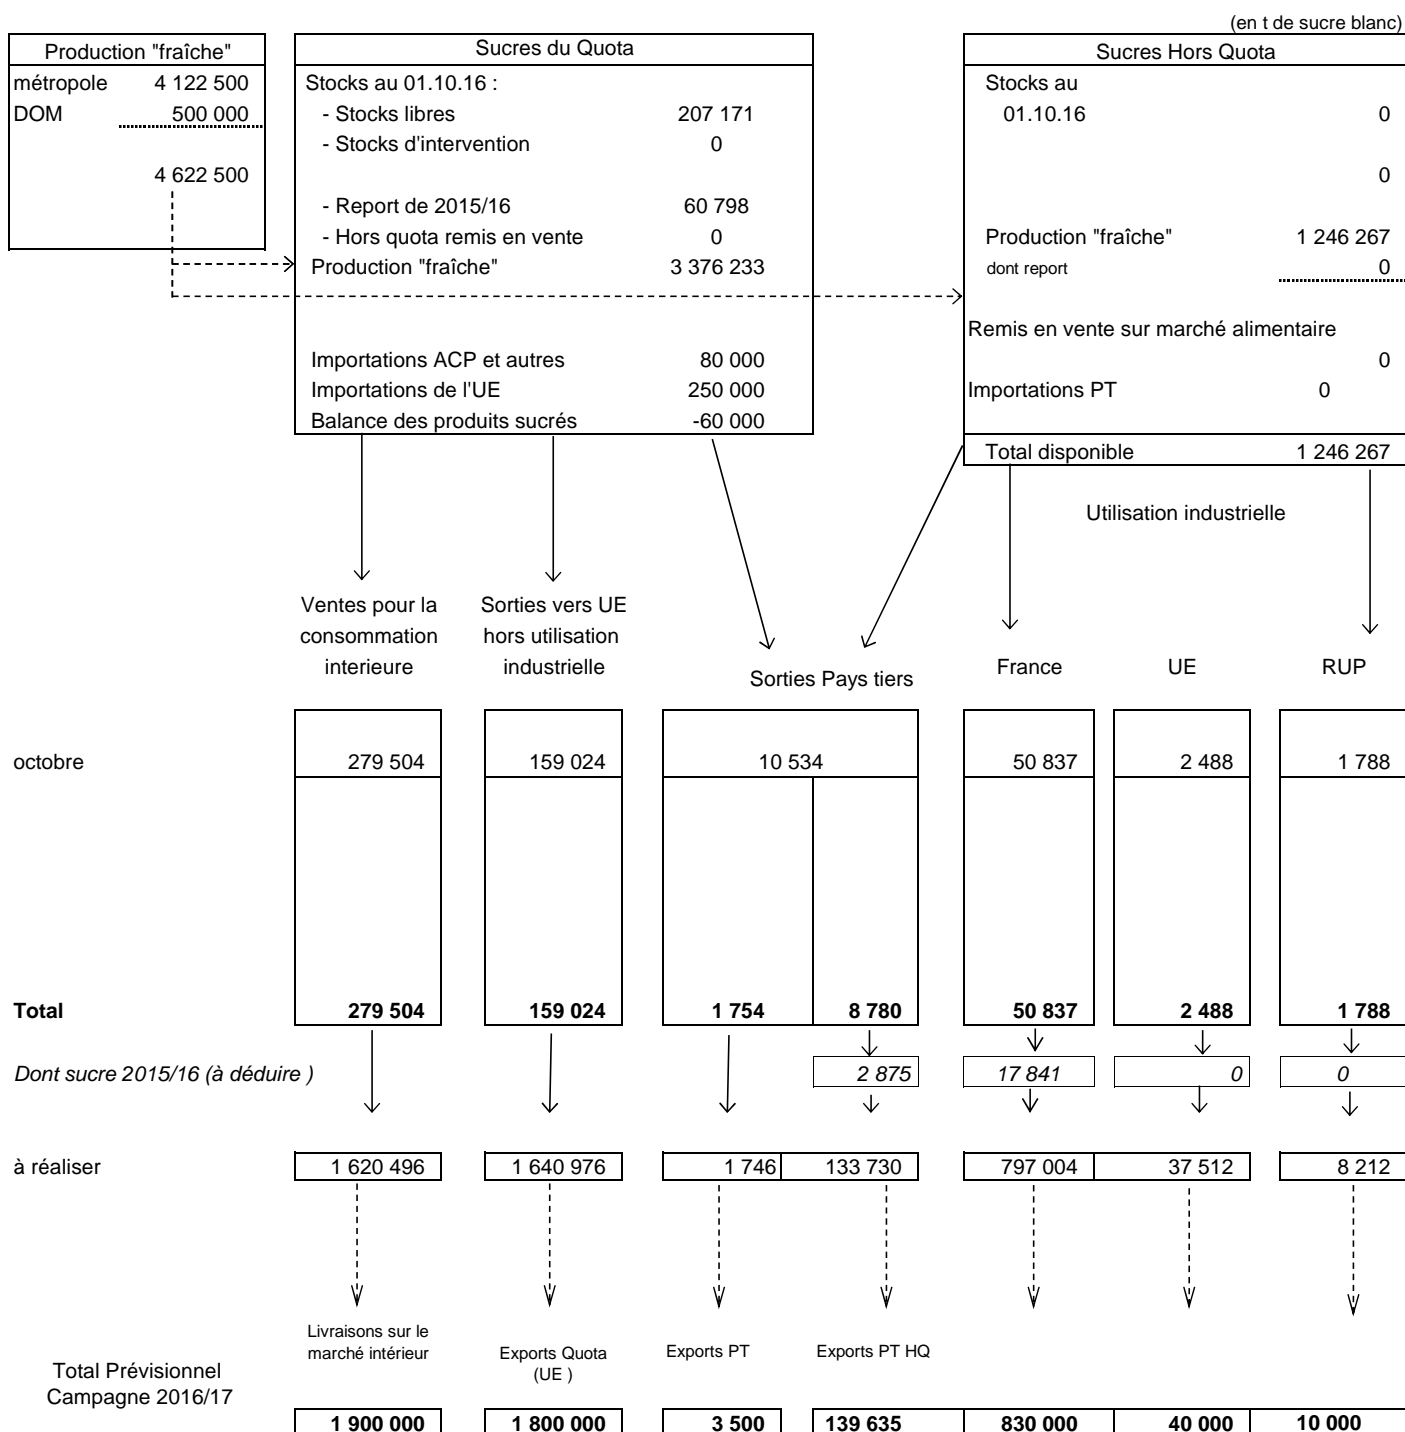 (en t de sucre blanc)
Production "fraîche"
métropole 4 122 500
DOM 500 000
4 622 500
Sucres du Quota
Stocks au 01.10.16 :
- Stocks libres 207 171
- Stocks d'intervention 0
- Report de 2015/16 60 798
- Hors quota remis en vente 0
Production "fraîche" 3 376 233
Importations ACP et autres 80 000
Importations de l'UE 250 000
Balance des produits sucrés -60 000
Sucres Hors Quota
Stocks au
01.10.16 0
0
Production "fraîche" 1 246 267
dont report 0
Remis en vente sur marché alimentaire
0
Importations PT 0
Total disponible 1 246 267
Utilisation industrielle
Ventes pour la
consommation
interieure
Sorties vers UE
hors utilisation
industrielle
Sorties Pays tiers
France
UE
RUP
octobre 279 504 159 024 10 534 50 837 2 488 1 788
Total 279 504 159 024 1 754 8 780 50 837 2 488 1 788
Dont sucre 2015/16 (à déduire ) 2 875 17 841 0 0
à réaliser 1 620 496 1 640 976 1 746 133 730 797 004 37 512 8 212
Livraisons sur le
marché intérieur
Exports Quota
(UE )
Exports PT
Exports PT HQ
Total Prévisionnel
Campagne 2016/17
1 900 000 1 800 000 3 500 139 635 830 000 40 000 10 000